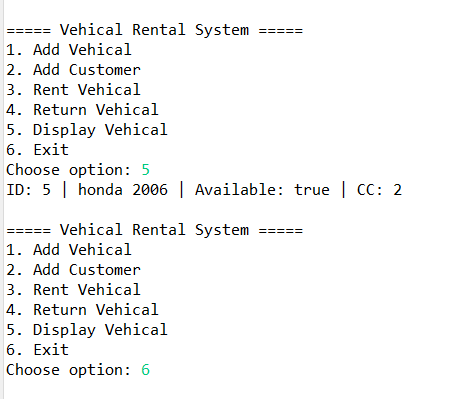 ===== Vehical Rental System =====
1. Add Vehical
2. Add Customer
3. Rent Vehical
4. Return Vehical
5. Display Vehical
6. Exit
Choose option: 5
ID: 5 | honda 2006 | Available: true | CC: 2
===== Vehical Rental System =====
1. Add Vehical
2. Add Customer
3. Rent Vehical
4. Return Vehical
5. Display Vehical
6. Exit
Choose option: 6